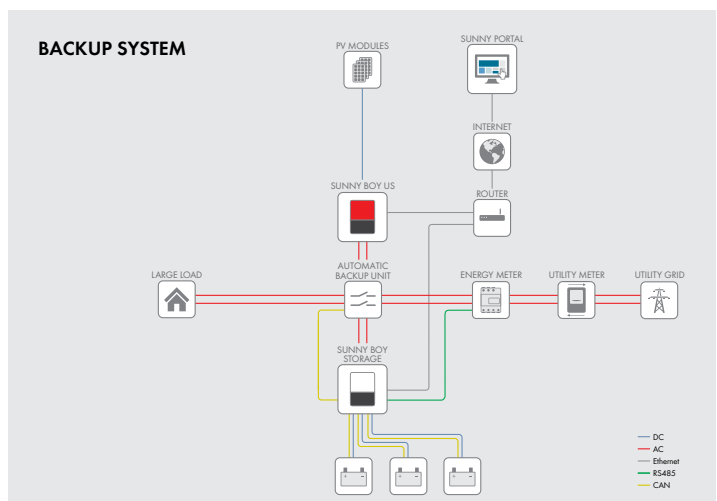 BACKUP SYSTEM
PV MODULES
SUNNY PORTAL
INTERNET
SUNNY BOY US
ROUTER
LARGE LOAD
AUTOMATIC
BACKUP UNIT
ENERGY METER
UTILITY METER
UTILITY GRID
SUNNY BOY
STORAGE
DC
AC
Ethernet
RS485
CAN